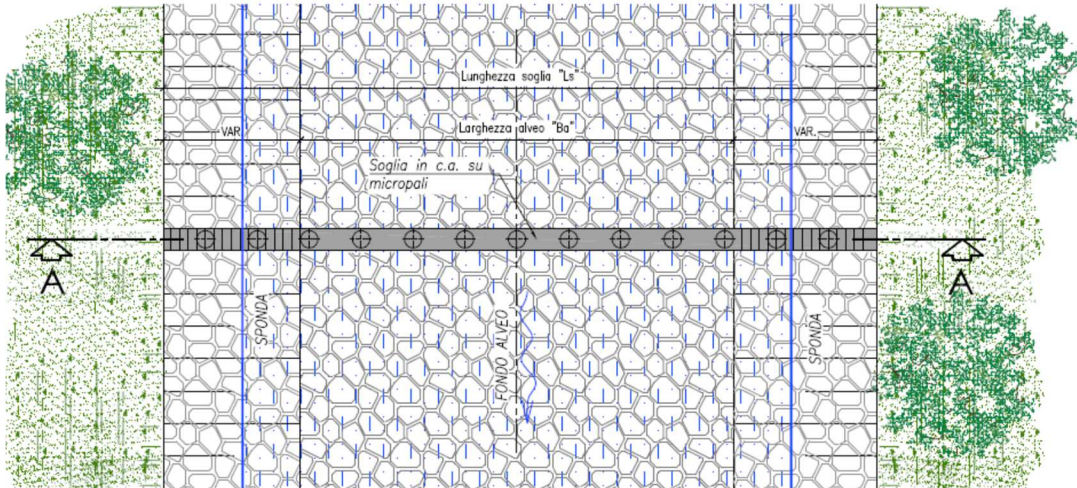 Lunghezza soglia "Ls"
VAR.
Larghezza alveo "Ba"
VAR.
Soglia in c.a. su
micropali
A
A
SPONDA
FONDO ALVEO
SPONDA